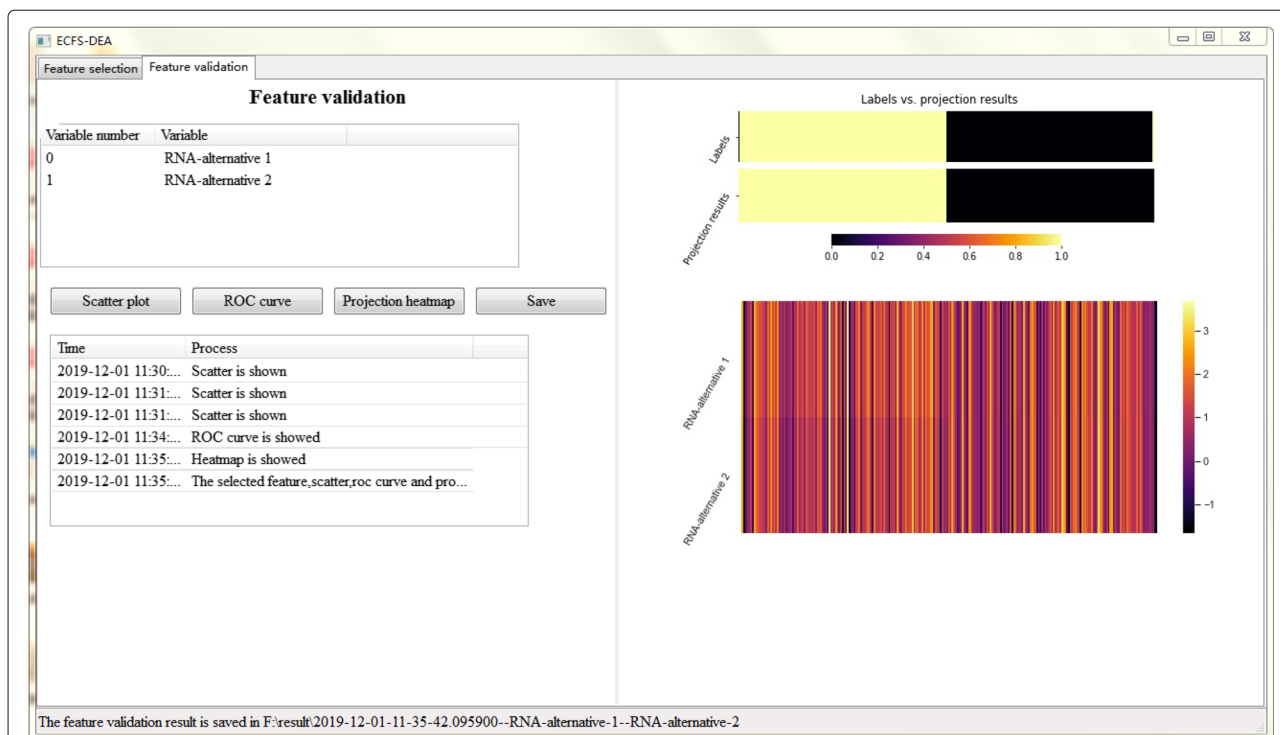 ECFS-DEA
Feature selection Feature validation
Feature validation
Variable number Variable
0 RNA-alternative 1
1 RNA-alternative 2
Scatter plot ROC curve Projection heatmap Save
Time Process
2019-12-01 11:30:... Scatter is shown
2019-12-01 11:31:... Scatter is shown
2019-12-01 11:31:... Scatter is shown
2019-12-01 11:34:... ROC curve is showed
2019-12-01 11:35:... Heatmap is showed
2019-12-01 11:35:... The selected feature,scatter,roc curve and pro...
Labels vs. projection results
Labels
Projection results
0.0 0.2 0.4 0.6 0.8 1.0
RNA-alternative 1
RNA-alternative 2
3
2
1
0
−1
The feature validation result is saved in F:\result\2019-12-01-11-35-42.095900--RNA-alternative-1--RNA-alternative-2